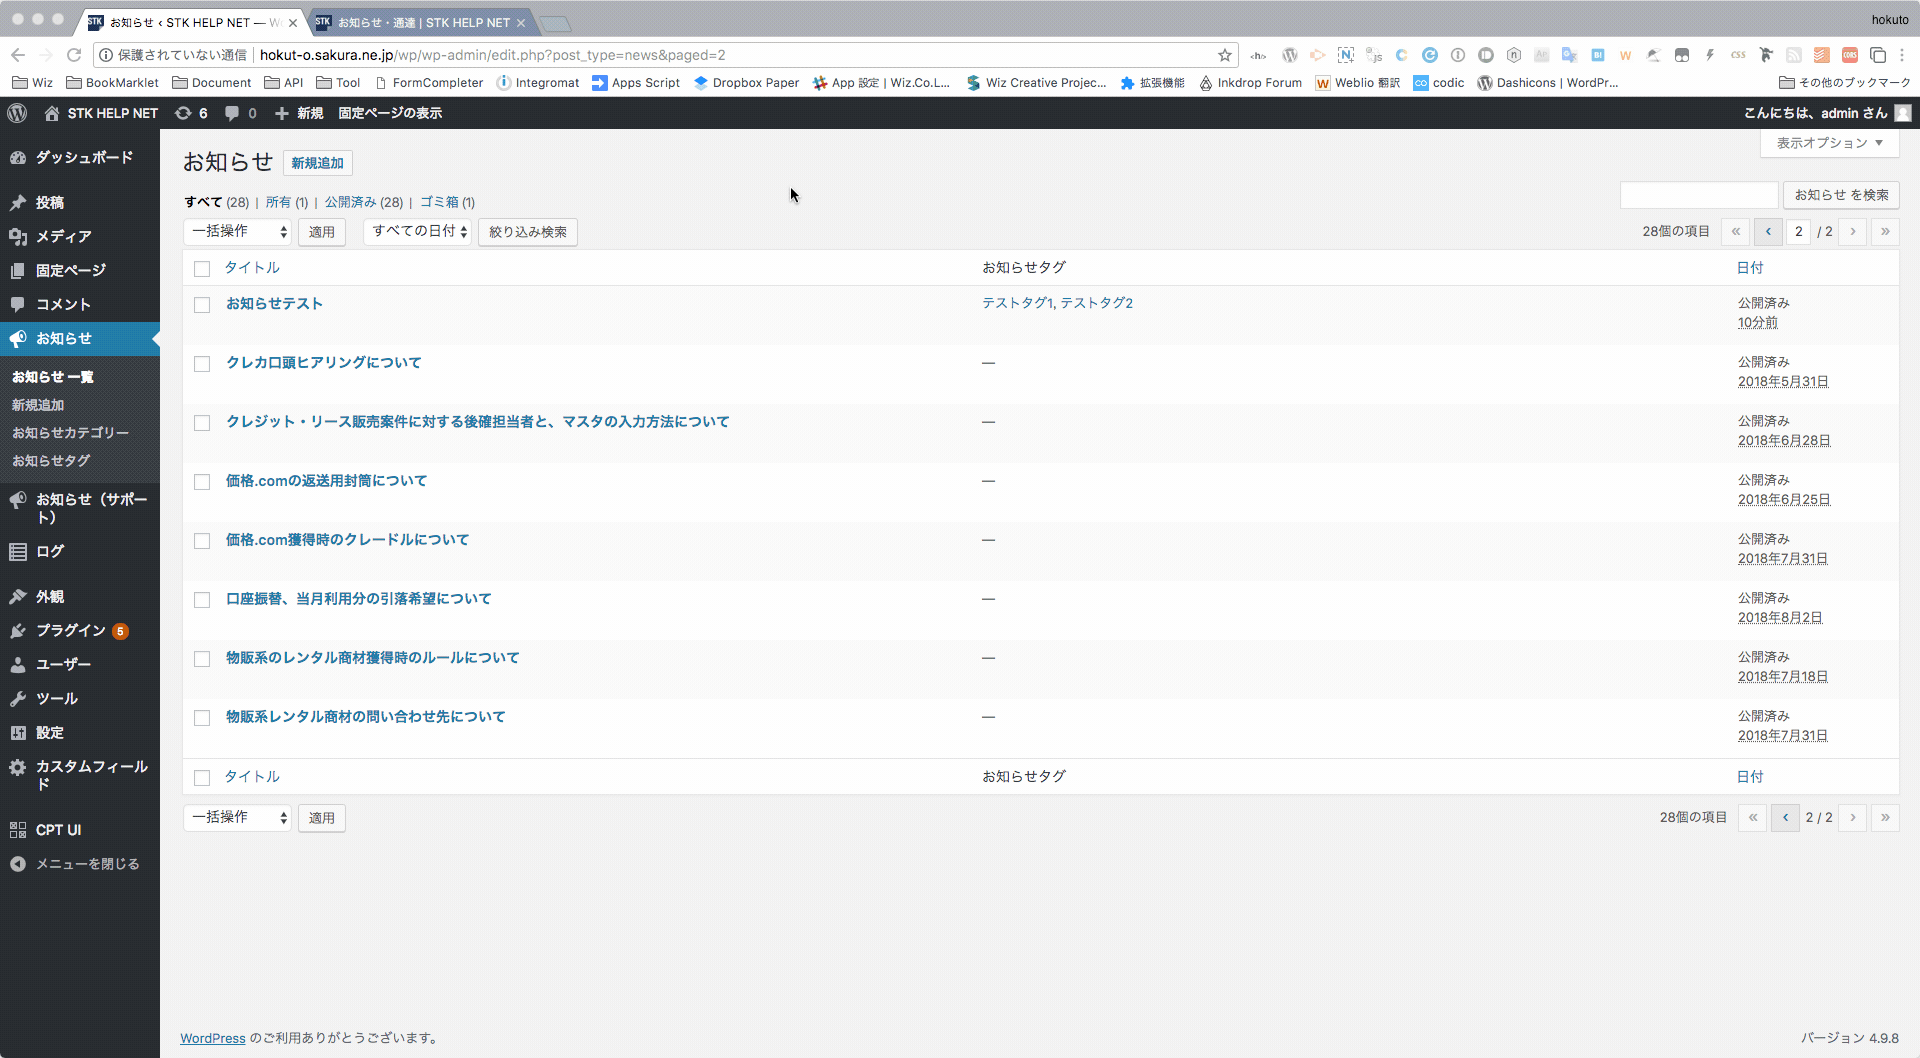 お知らせ ‹ STK HELP NET — W
お知らせ・通達 | STK HELP NET
hokuto
保護されていない通信
hokut-o.sakura.ne.jp/wp/wp-admin/edit.php?post_type=news&paged=2
Wiz
BookMarklet
Document
API
Tool
FormCompleter
Integromat
Apps Script
Dropbox Paper
App 設定 | Wiz.Co.L...
Wiz Creative Projec...
拡張機能
Inkdrop Forum
Weblio 翻訳
codic
Dashicons | WordPr...
その他のブックマーク
STK HELP NET
6
0
新規
固定ページの表示
こんにちは、admin さん
ダッシュボード
投稿
メディア
固定ページ
コメント
お知らせ
お知らせ 一覧
新規追加
お知らせカテゴリー
お知らせタグ
お知らせ（サポー
ト）
ログ
外観
プラグイン 5
ユーザー
ツール
設定
カスタムフィール
ド
CPT UI
メニューを閉じる
お知らせ 新規追加
表示オプション ▼
すべて (28) | 所有 (1) | 公開済み (28) | ゴミ箱 (1)
お知らせ を検索
一括操作 適用 すべての日付 絞り込み検索
28個の項目 « ‹ 2 / 2 › »
タイトル お知らせタグ 日付
お知らせテスト テストタグ1, テストタグ2 公開済み
10分前
クレカ口頭ヒアリングについて — 公開済み
2018年5月31日
クレジット・リース販売案件に対する後確担当者と、マスタの入力方法について — 公開済み
2018年6月28日
価格.comの返送用封筒について — 公開済み
2018年6月25日
価格.com獲得時のクレードルについて — 公開済み
2018年7月31日
口座振替、当月利用分の引落希望について — 公開済み
2018年8月2日
物販系のレンタル商材獲得時のルールについて — 公開済み
2018年7月18日
物販系レンタル商材の問い合わせ先について — 公開済み
2018年7月31日
タイトル お知らせタグ 日付
一括操作 適用
28個の項目 « ‹ 2 / 2 › »
WordPress のご利用ありがとうございます。
バージョン 4.9.8